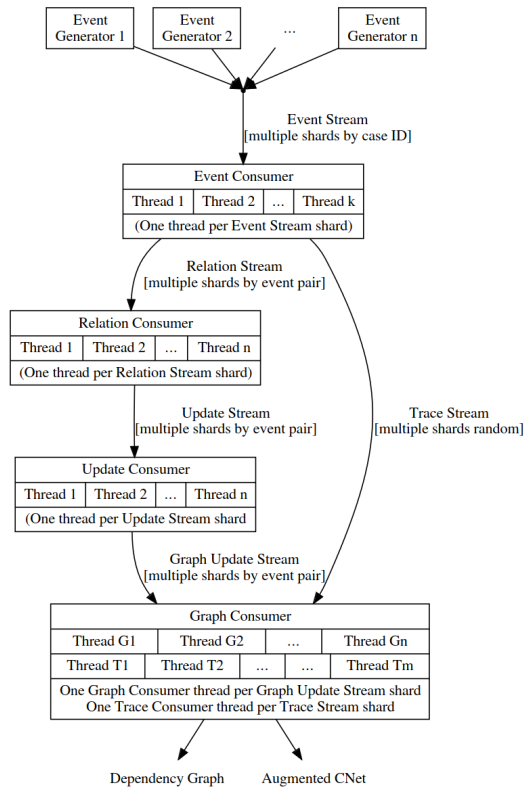 Event
Generator 1
Event
Generator 2
...
Event
Generator n
Event Stream
[multiple shards by case ID]
Event Consumer
Thread 1 Thread 2 ... Thread k
(One thread per Event Stream shard)
Relation Stream
[multiple shards by event pair]
Relation Consumer
Thread 1 Thread 2 ... Thread n
(One thread per Relation Stream shard)
Update Stream
[multiple shards by event pair]
Trace Stream
[multiple shards random]
Update Consumer
Thread 1 Thread 2 ... Thread n
(One thread per Update Stream shard
Graph Update Stream
[multiple shards by event pair]
Graph Consumer
Thread G1 Thread G2 ... Thread Gn
Thread T1 Thread T2 ... ... Thread Tm
One Graph Consumer thread per Graph Update Stream shard
One Trace Consumer thread per Trace Stream shard
Dependency Graph
Augmented CNet